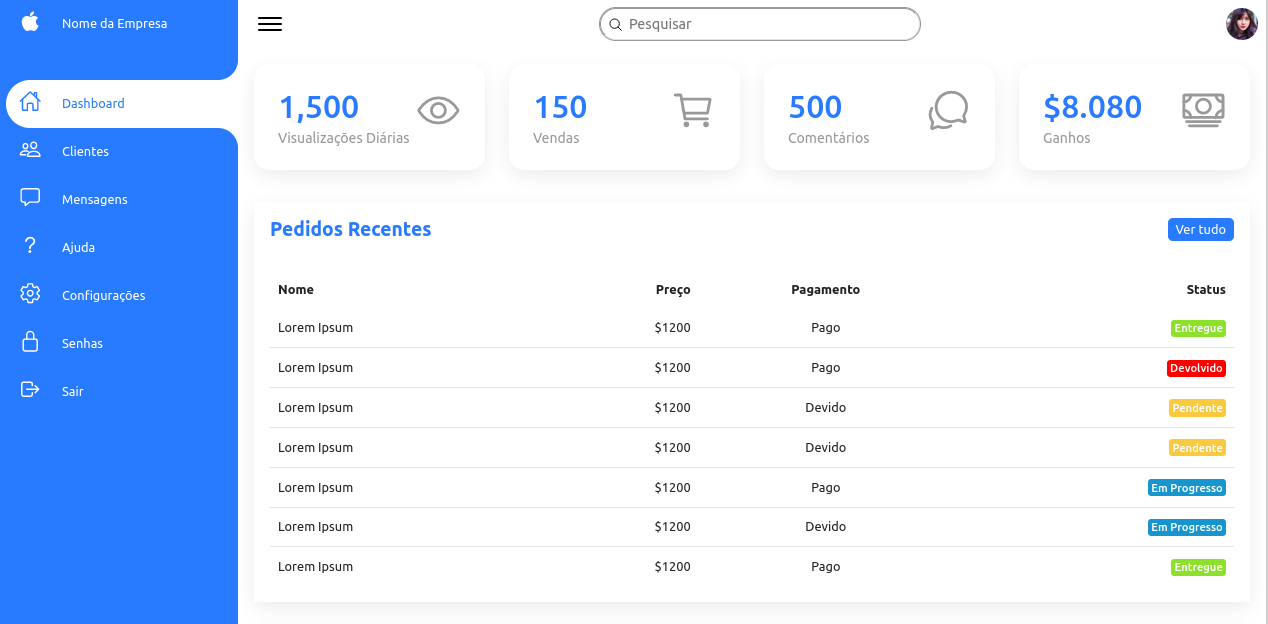 Nome da Empresa
Pesquisar
Dashboard
Clientes
Mensagens
Ajuda
Configurações
Senhas
Sair
1,500
Visualizações Diárias
150
Vendas
500
Comentários
$8.080
Ganhos
Pedidos Recentes
Ver tudo
Nome Preço Pagamento Status
Lorem Ipsum $1200 Pago Entregue
Lorem Ipsum $1200 Pago Devolvido
Lorem Ipsum $1200 Devido Pendente
Lorem Ipsum $1200 Devido Pendente
Lorem Ipsum $1200 Pago Em Progresso
Lorem Ipsum $1200 Devido Em Progresso
Lorem Ipsum $1200 Pago Entregue